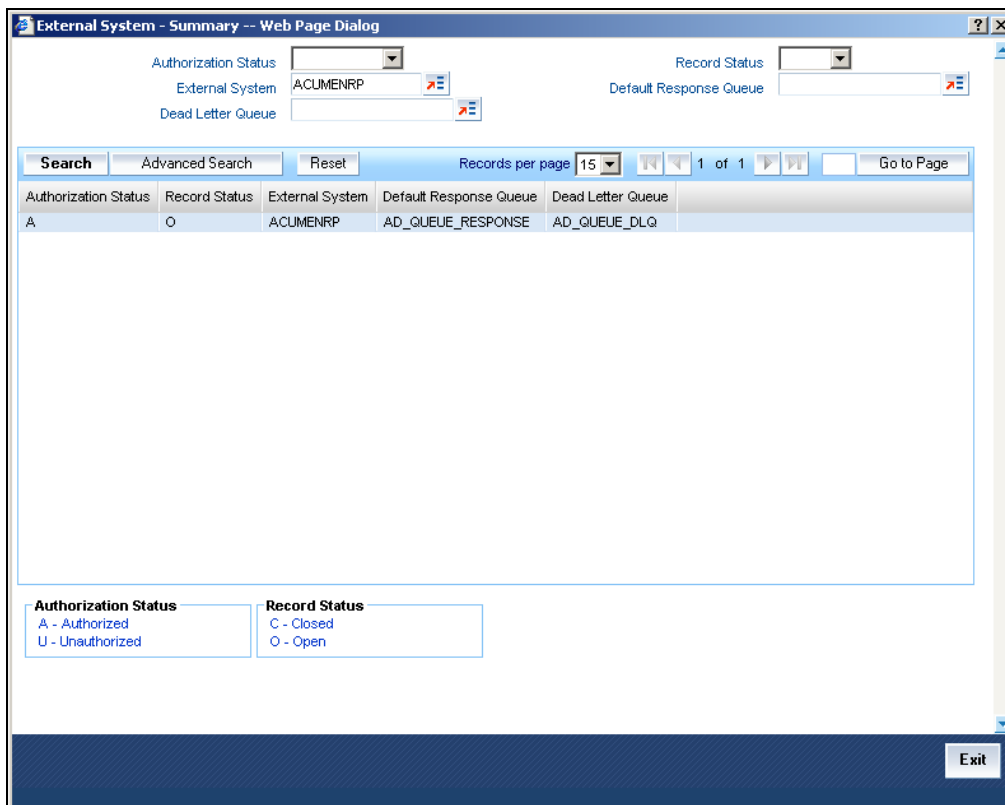 External System - Summary -- Web Page Dialog
Authorization Status
Record Status
External System ACUMENRP
Default Response Queue
Dead Letter Queue
Search Advanced Search Reset Records per page 15 1 of 1 Go to Page
Authorization Status Record Status External System Default Response Queue Dead Letter Queue
A O ACUMENRP AD_QUEUE_RESPONSE AD_QUEUE_DLQ
Authorization Status
A - Authorized
U - Unauthorized
Record Status
C - Closed
O - Open
Exit